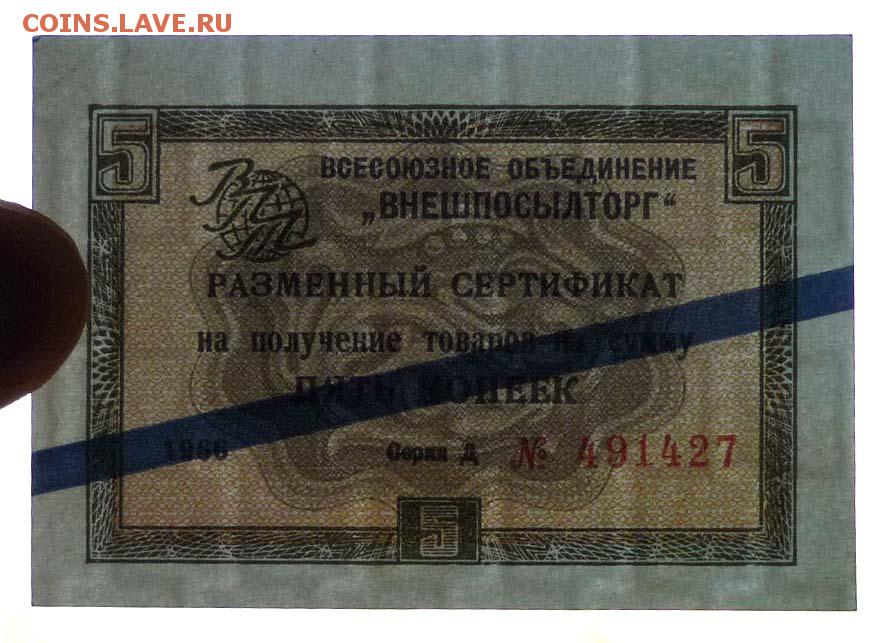 COINS.LAVE.RU
5 5
ВПТ
ВСЕСОЮЗНОЕ ОБЪЕДИНЕНИЕ
„ВНЕШПОСЫЛТОРГ“
РАЗМЕННЫЙ СЕРТИФИКАТ
на получение товаров на сумму
ПЯТЬ КОПЕЕК
1966 Серия Д № 491427
5